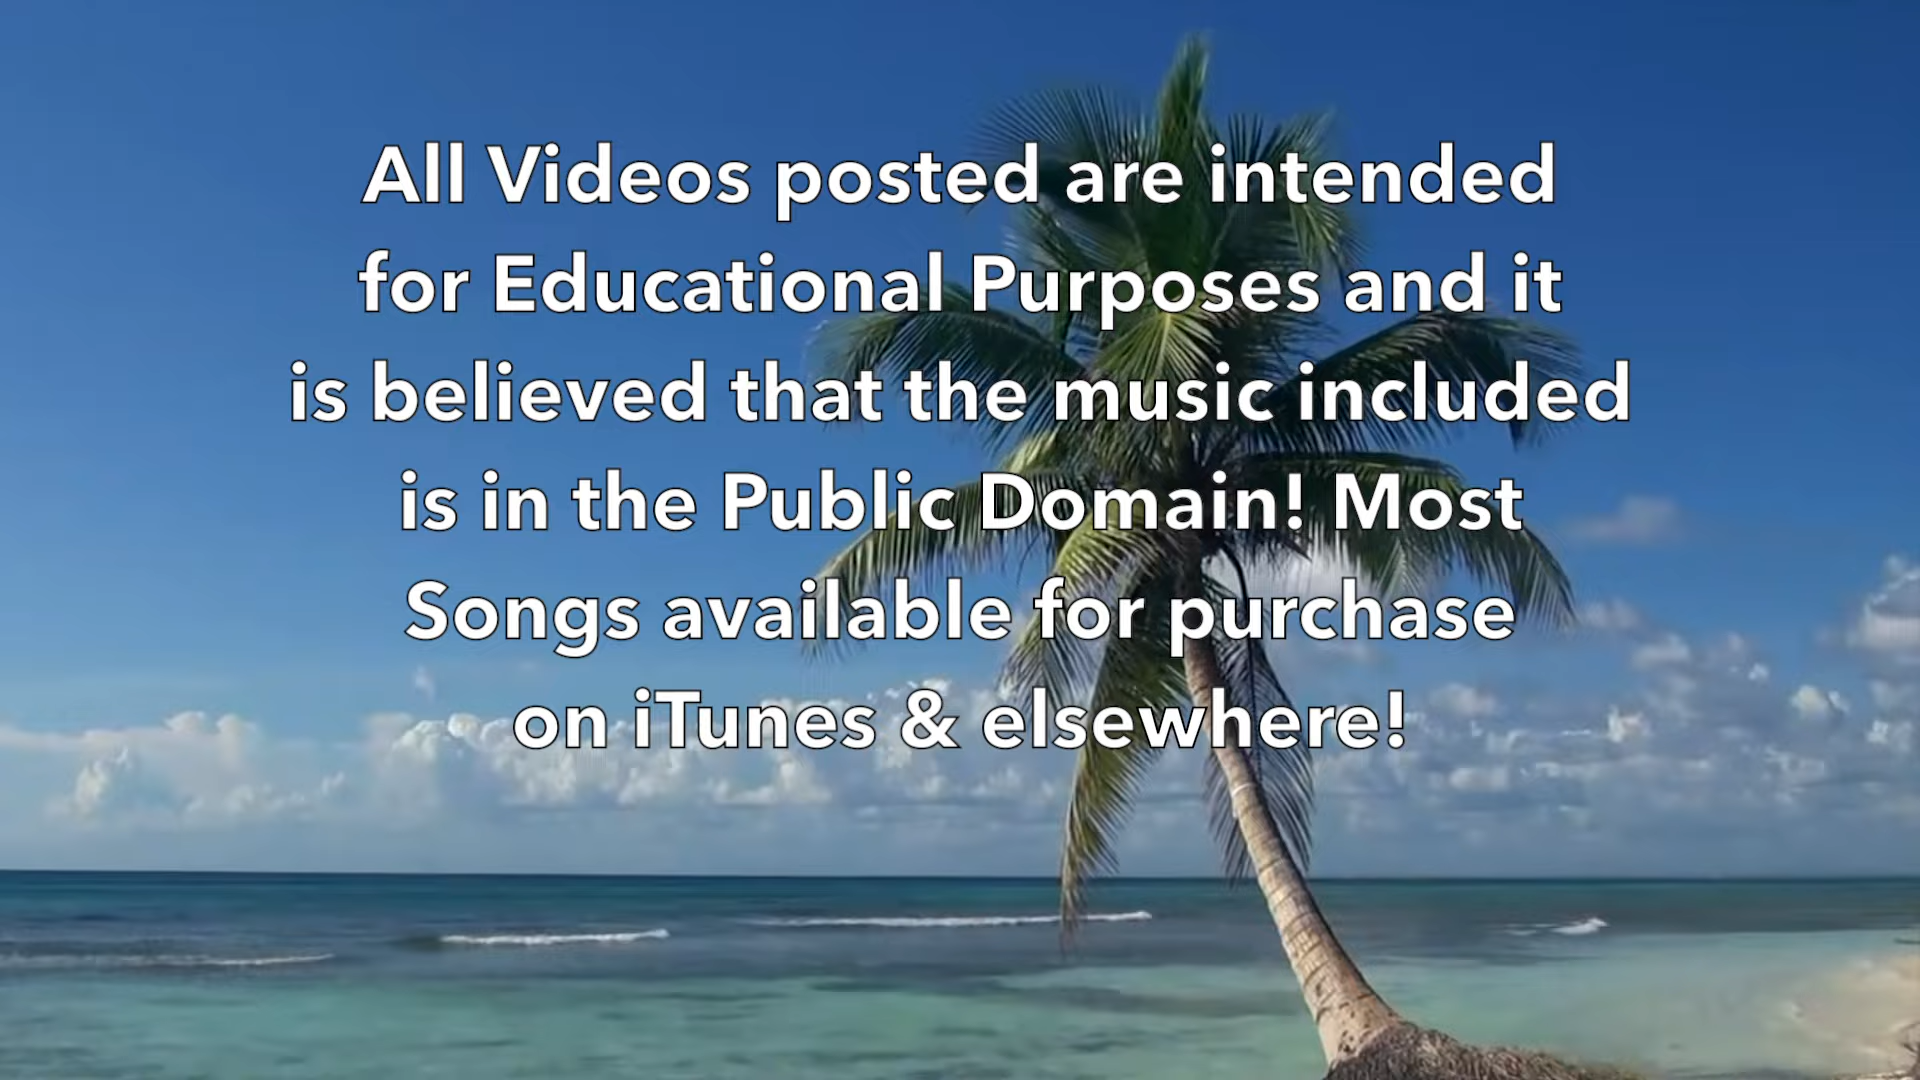 All Videos posted are intended
for Educational Purposes and it
is believed that the music included
is in the Public Domain! Most
Songs available for purchase
on iTunes & elsewhere!